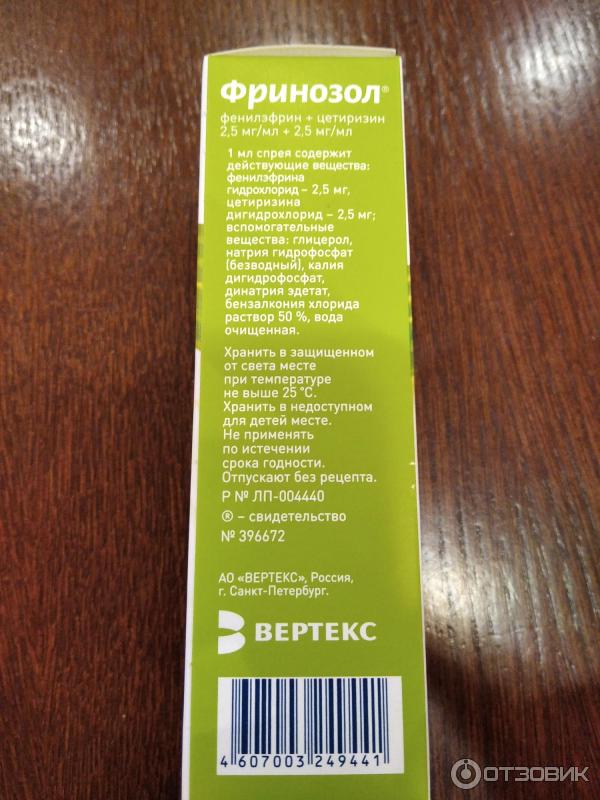 Фринозол®
фенилэфрин + цетиризин
2,5 мг/мл + 2,5 мг/мл
1 мл спрея содержит
действующие вещества:
фенилэфрина
гидрохлорид – 2,5 мг,
цетиризина
дигидрохлорид – 2,5 мг;
вспомогательные
вещества: глицерол,
натрия гидрофосфат
(безводный), калия
дигидрофосфат,
динатрия эдетат,
бензалкония хлорида
раствор 50 %, вода
очищенная.
Хранить в защищенном
от света месте
при температуре
не выше 25 °С.
Хранить в недоступном
для детей месте.
Не применять
по истечении
срока годности.
Отпускают без рецепта.
Р № ЛП-004440
® – свидетельство
№ 396672
АО «ВЕРТЕКС», Россия,
г. Санкт-Петербург.
ВЕРТЕКС
4 607003 249441
ОТЗОВИК